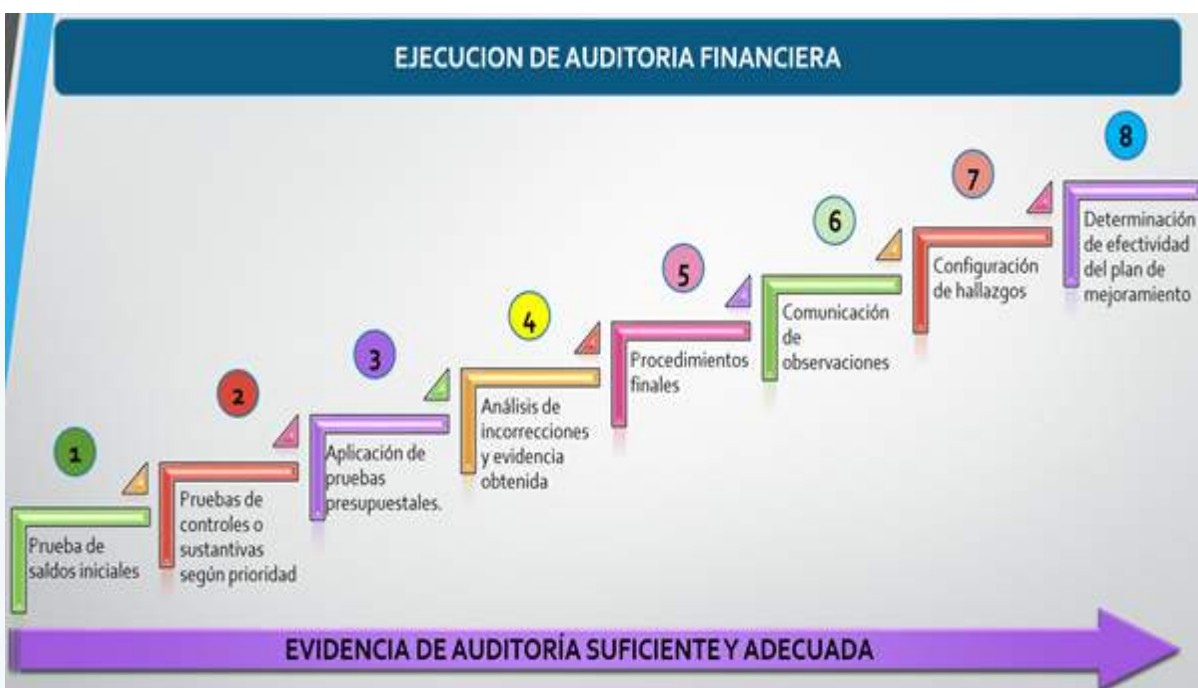 EJECUCION DE AUDITORIA FINANCIERA
1
Prueba de
saldos iniciales
2
Pruebas de
controles o
sustantivas
según prioridad
3
Aplicación de
pruebas
presupuestales.
4
Análisis de
incorrecciones
y evidencia
obtenida
5
Procedimientos
finales
6
Comunicación
de
observaciones
7
Configuración
de hallazgos
8
Determinación
de efectividad
del plan de
mejoramiento
EVIDENCIA DE AUDITORÍA SUFICIENTE Y ADECUADA